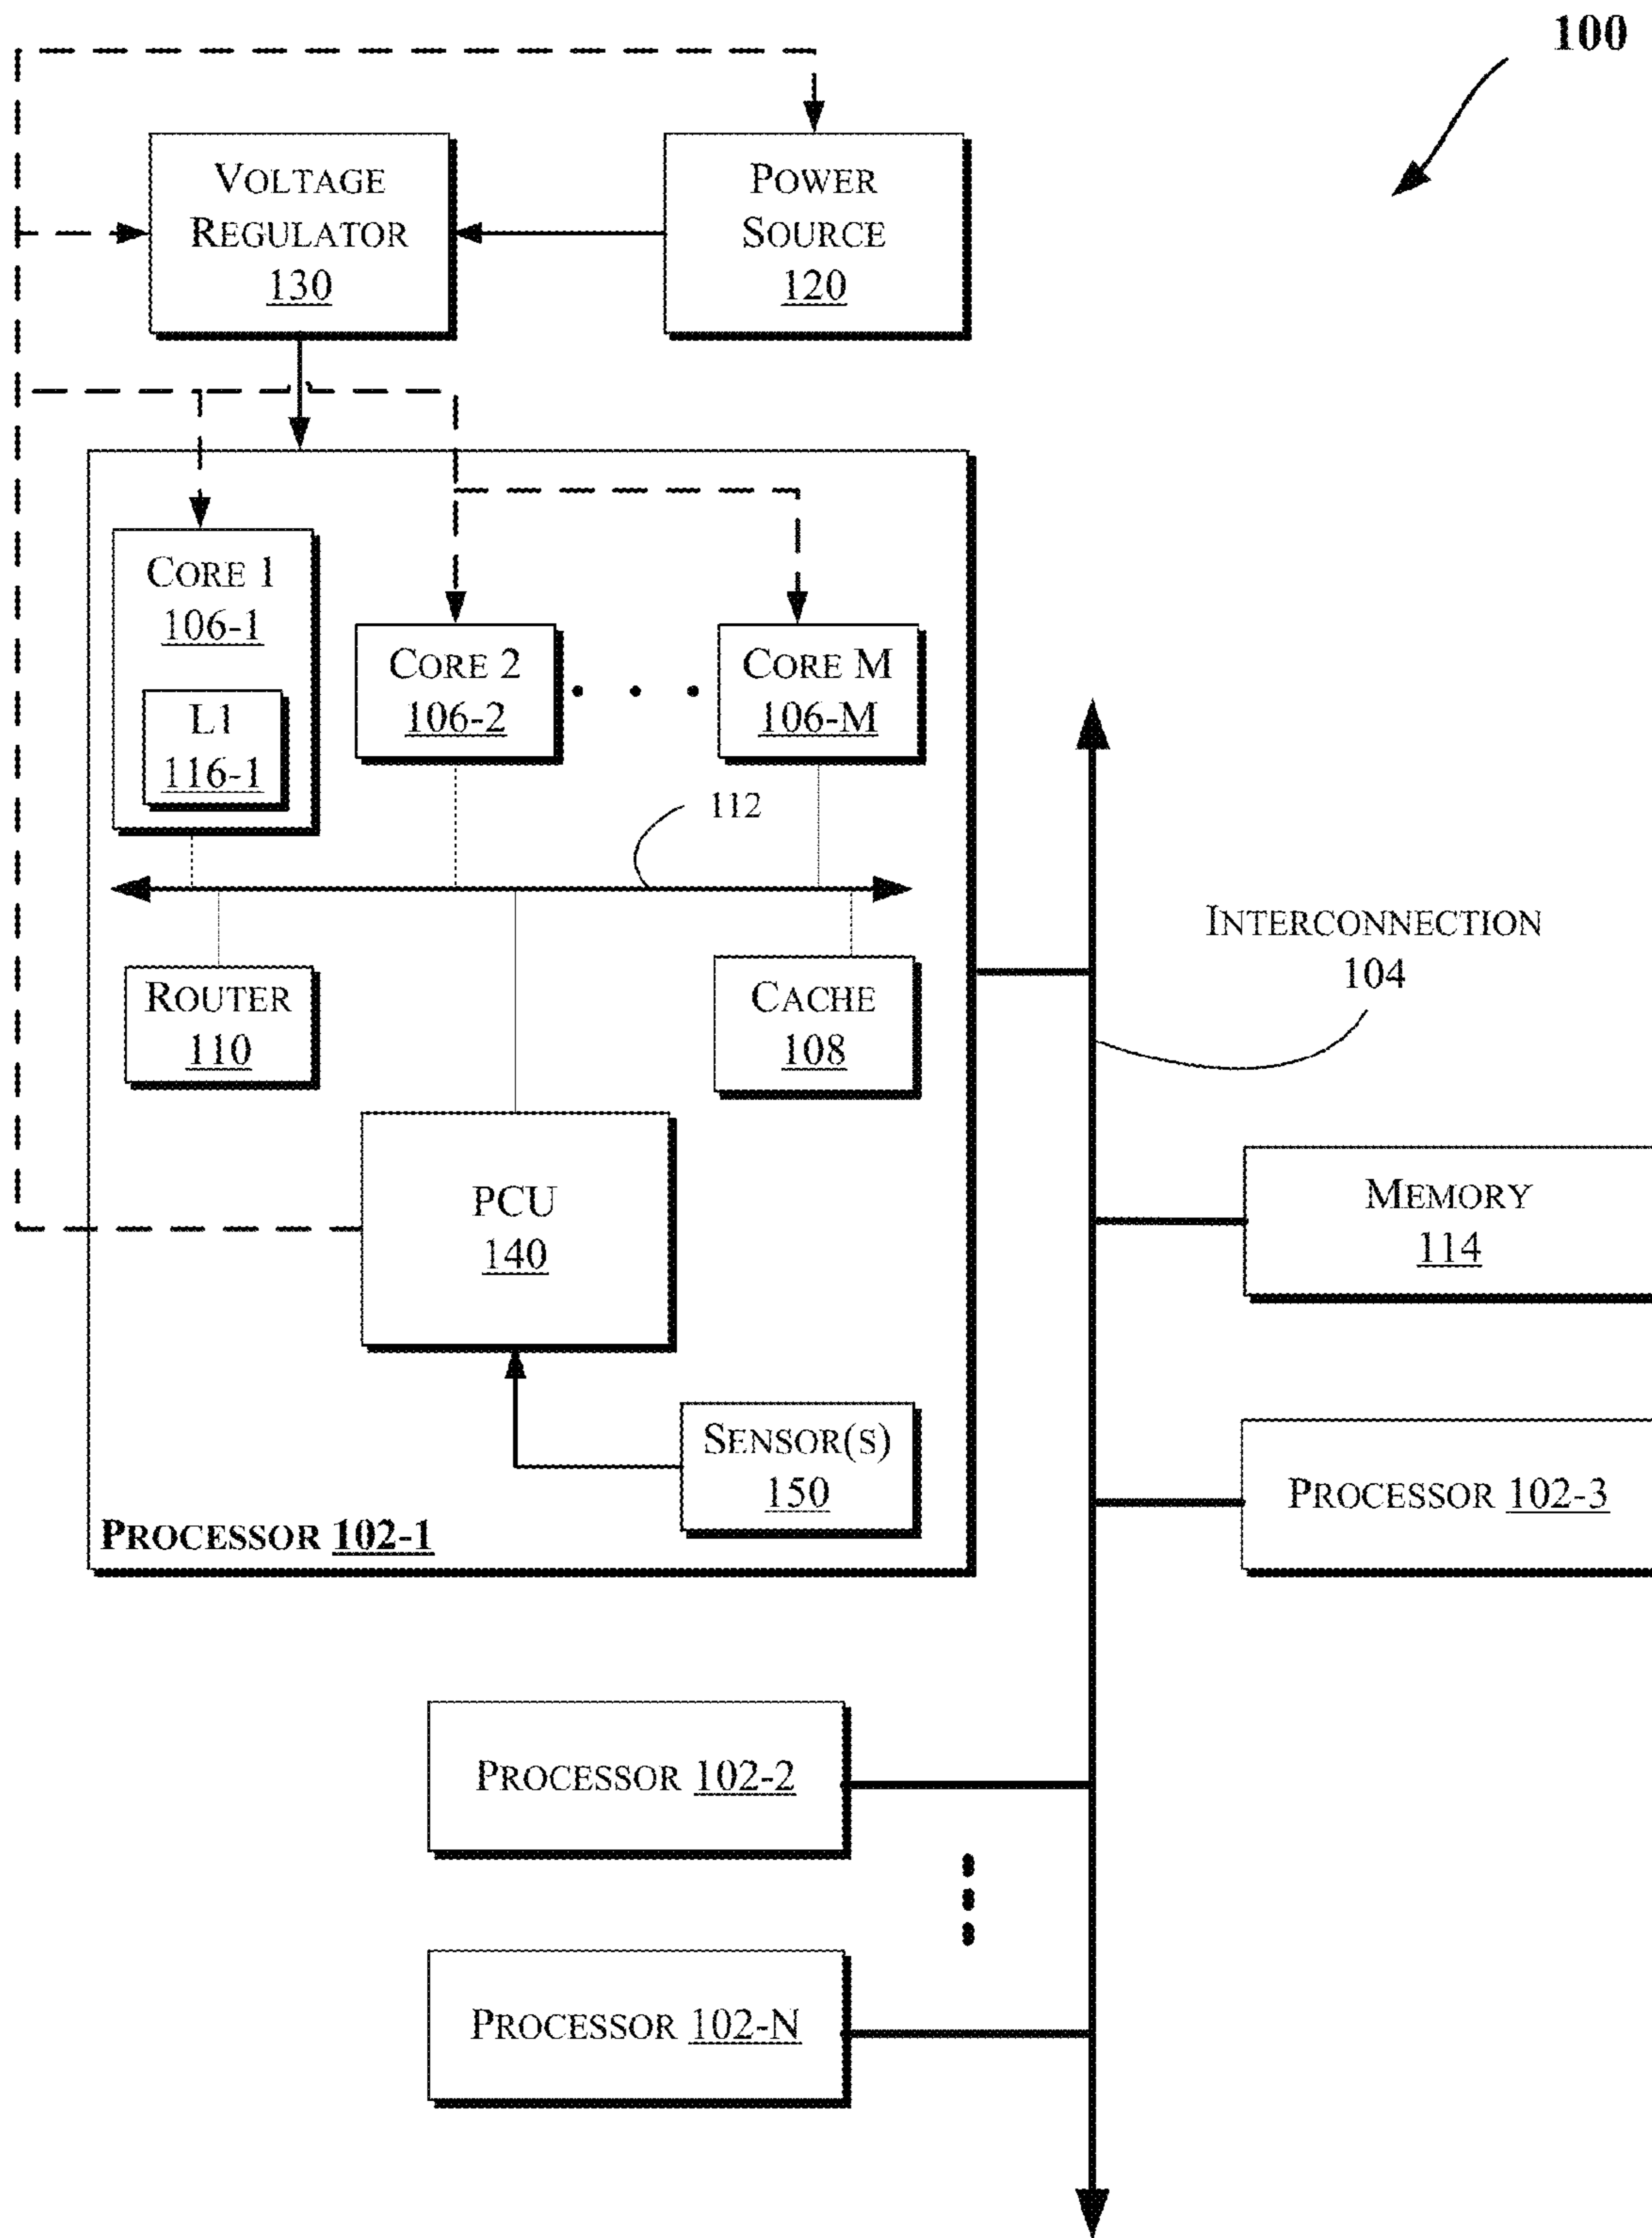 100
VOLTAGE
REGULATOR
130
POWER
SOURCE
120
CORE 1
106-1
L1
116-1
CORE 2
106-2
CORE M
106-M
112
ROUTER
110
CACHE
108
PCU
140
SENSOR(S)
150
PROCESSOR 102-1
INTERCONNECTION
104
MEMORY
114
PROCESSOR 102-3
PROCESSOR 102-2
PROCESSOR 102-N